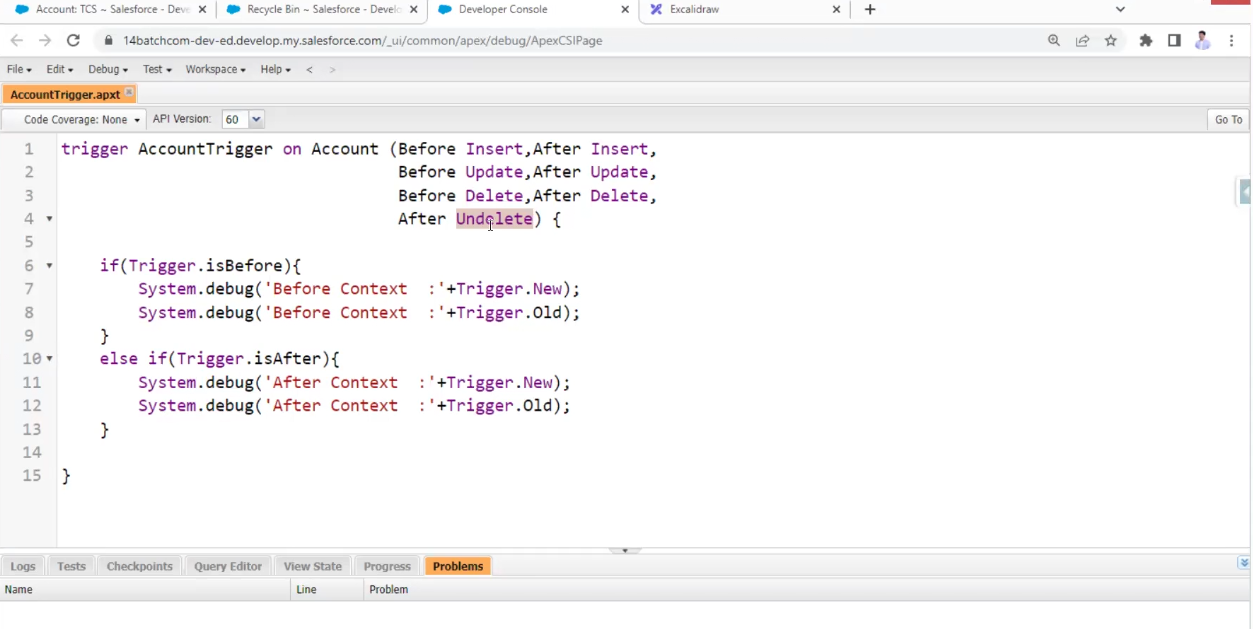 Account: TCS ~ Salesforce - Deve
Recycle Bin ~ Salesforce - Develo
Developer Console
Excalidraw
14batchcom-dev-ed.develop.my.salesforce.com/_ui/common/apex/debug/ApexCSIPage
File Edit Debug Test Workspace Help < >
AccountTrigger.apxt
Code Coverage: None API Version: 60 Go To
1 trigger AccountTrigger on Account (Before Insert,After Insert,
2 Before Update,After Update,
3 Before Delete,After Delete,
4 After Undelete) {
5
6 if(Trigger.isBefore){
7 System.debug('Before Context  :'+Trigger.New);
8 System.debug('Before Context  :'+Trigger.Old);
9 }
10 else if(Trigger.isAfter){
11 System.debug('After Context  :'+Trigger.New);
12 System.debug('After Context  :'+Trigger.Old);
13 }
14
15 }
Logs Tests Checkpoints Query Editor View State Progress Problems
Name Line Problem